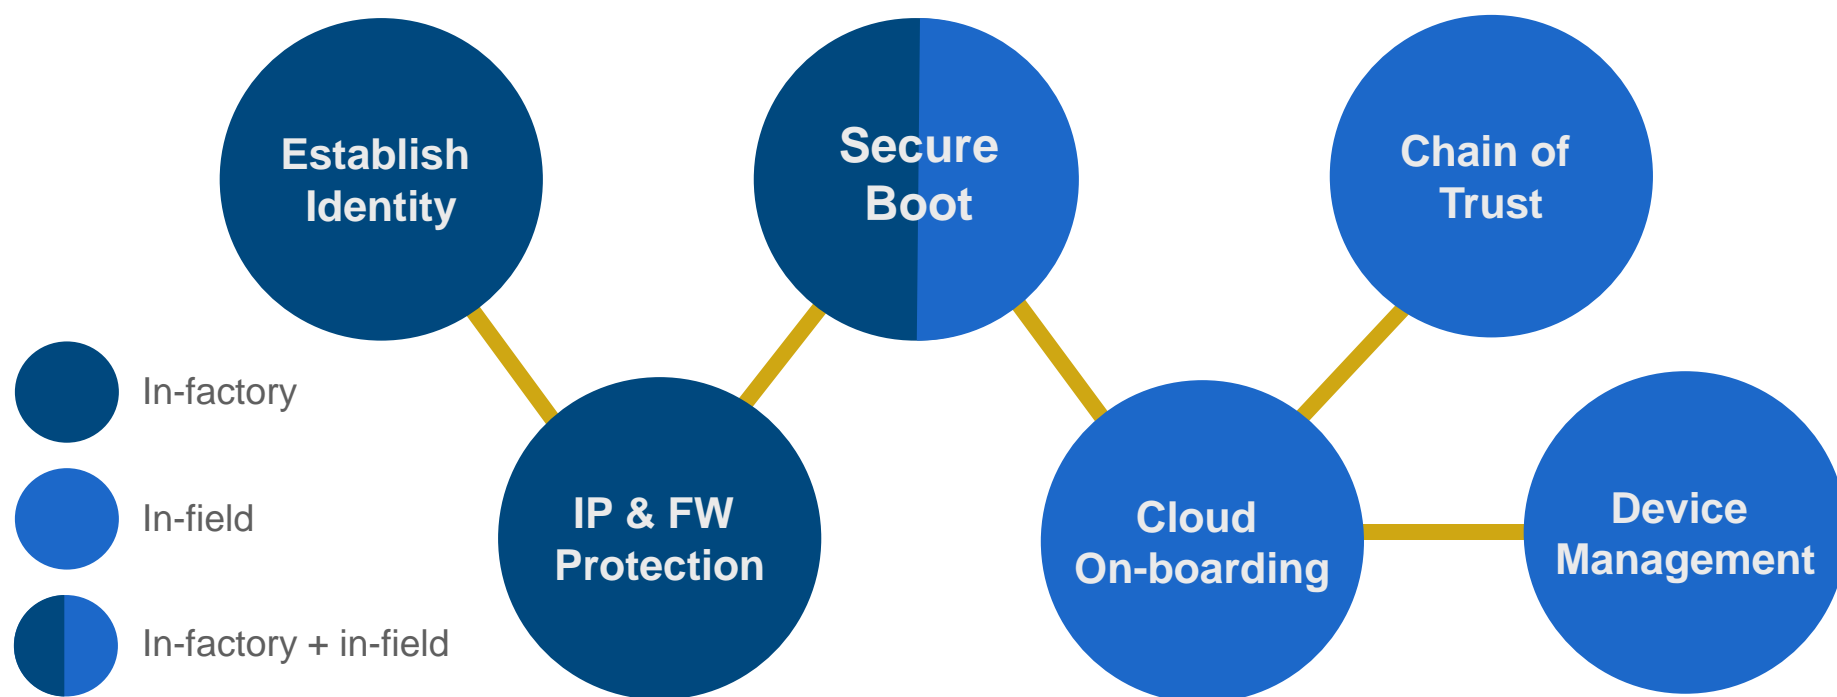 Establish
Identity
Secure
Boot
Chain of
Trust
IP & FW
Protection
Cloud
On-boarding
Device
Management
In-factory
In-field
In-factory + in-field